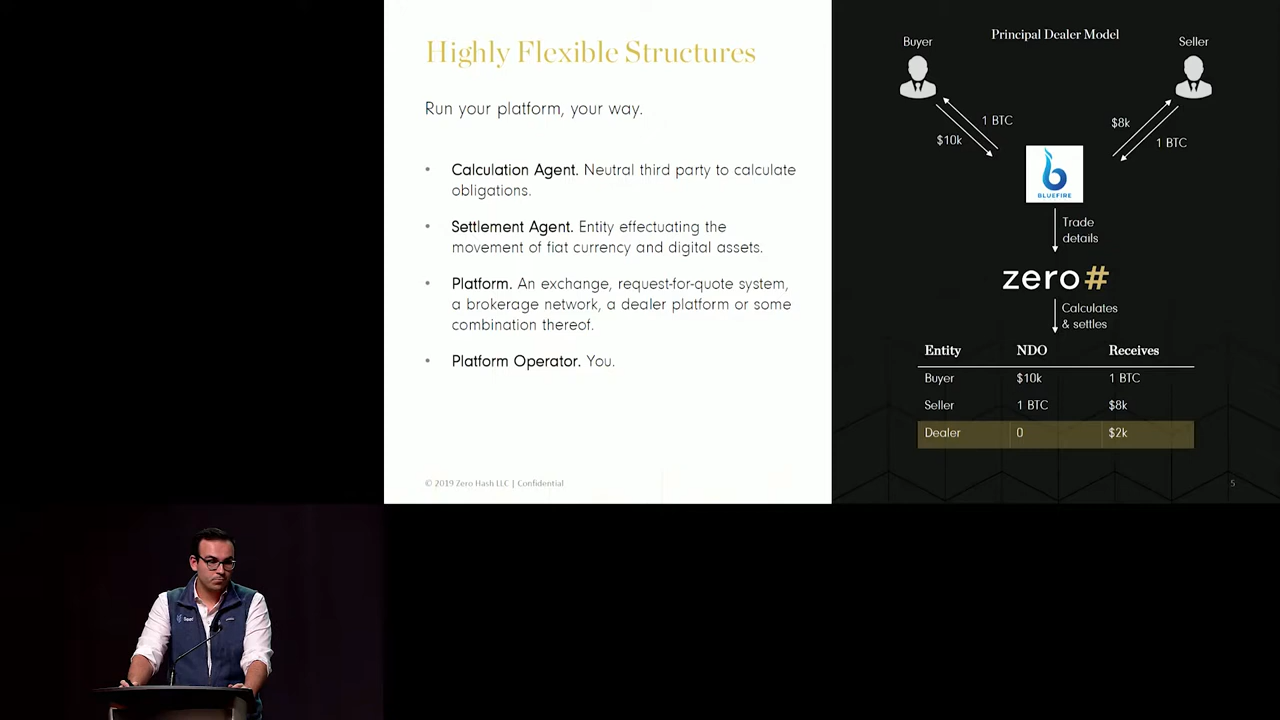 Highly Flexible Structures
Run your platform, your way.
• Calculation Agent. Neutral third party to calculate
obligations.
• Settlement Agent. Entity effectuating the
movement of fiat currency and digital assets.
• Platform. An exchange, request-for-quote system,
a brokerage network, a dealer platform or some
combination thereof.
• Platform Operator. You.
© 2019 Zero Hash LLC | Confidential
Principal Dealer Model
Buyer
Seller
1 BTC
$10k
$8k
1 BTC
BLUEFIRE
Trade
details
zero#
Calculates
& settles
Entity NDO Receives
Buyer $10k 1 BTC
Seller 1 BTC $8k
Dealer 0 $2k
5